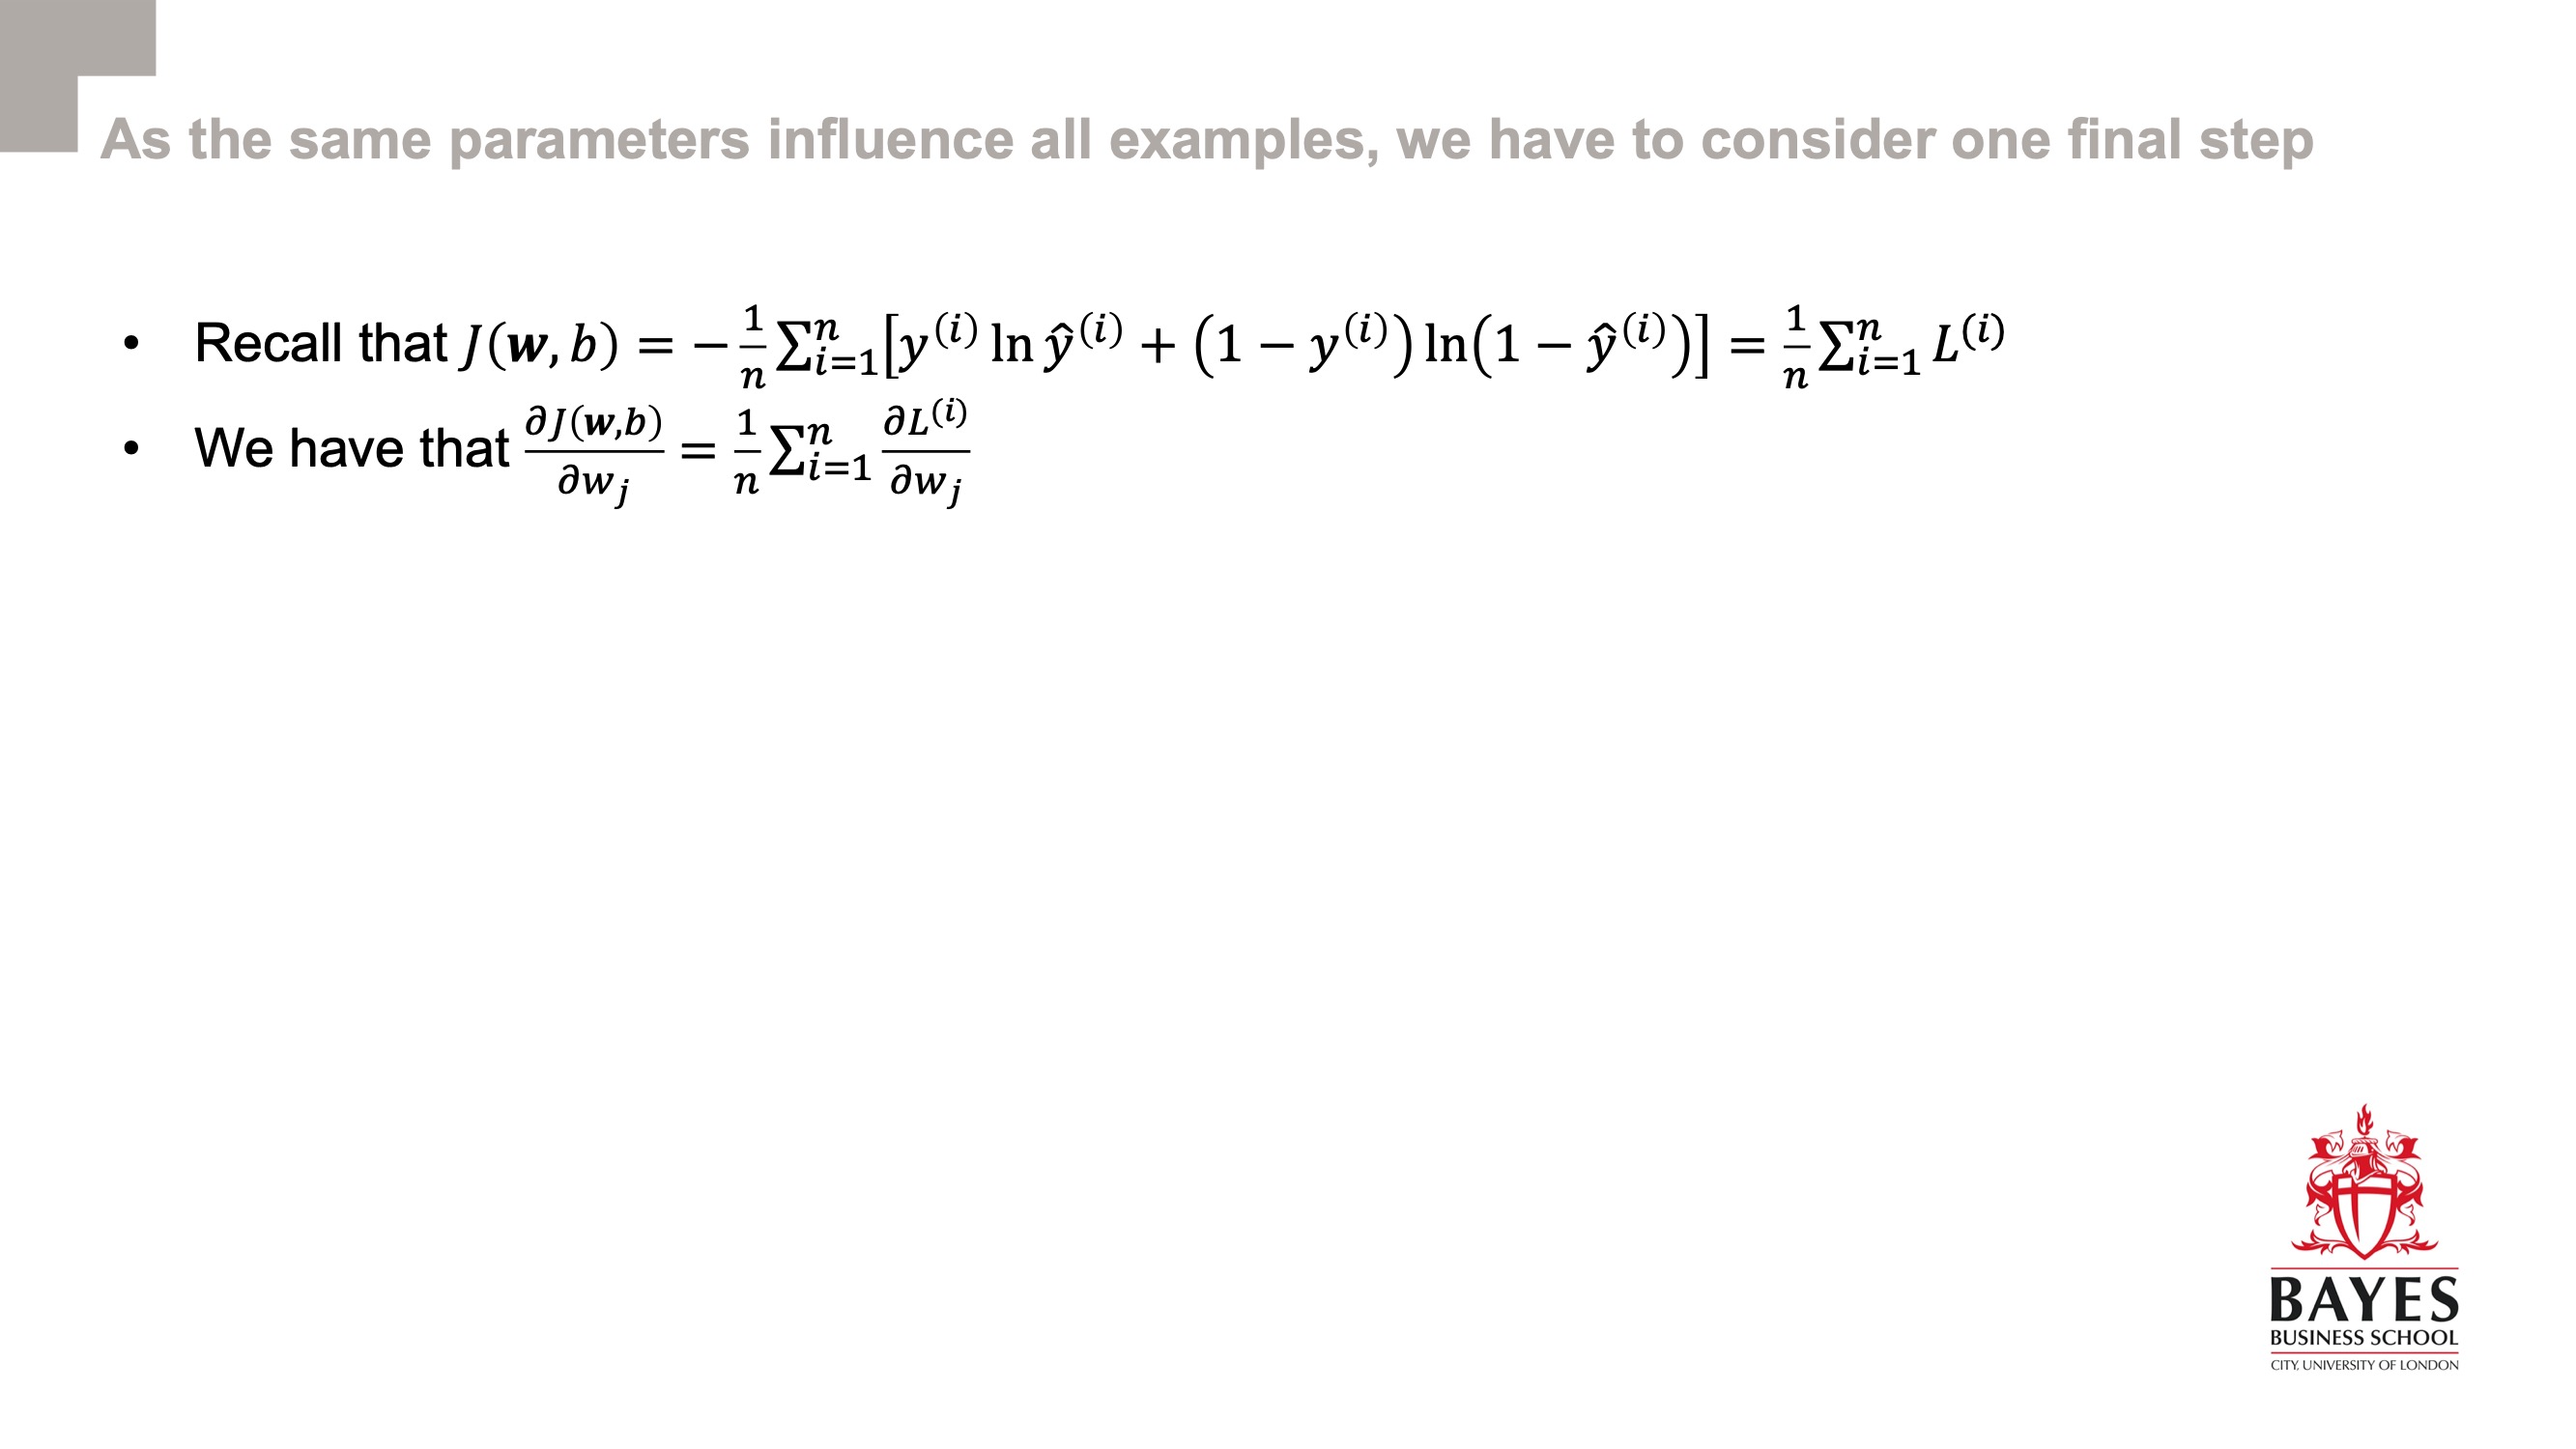 As the same parameters influence all examples, we have to consider one final step
• Recall that $J(\boldsymbol{w}, b) = -\frac{1}{n}\sum_{i=1}^{n}\left[y^{(i)} \ln \hat{y}^{(i)} + \left(1 - y^{(i)}\right) \ln\left(1 - \hat{y}^{(i)}\right)\right] = \frac{1}{n}\sum_{i=1}^{n} L^{(i)}$
• We have that $\frac{\partial J(\boldsymbol{w},b)}{\partial w_j} = \frac{1}{n}\sum_{i=1}^{n} \frac{\partial L^{(i)}}{\partial w_j}$
BAYES
BUSINESS SCHOOL
CITY, UNIVERSITY OF LONDON